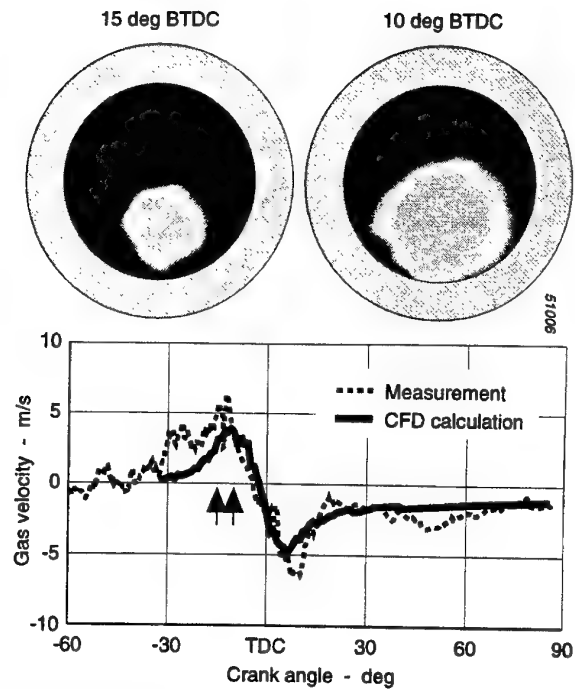 15 deg BTDC
10 deg BTDC
51006
10
5
0
-5
-10
Gas velocity - m/s
Measurement
CFD calculation
-60
-30
TDC
30
60
90
Crank angle - deg